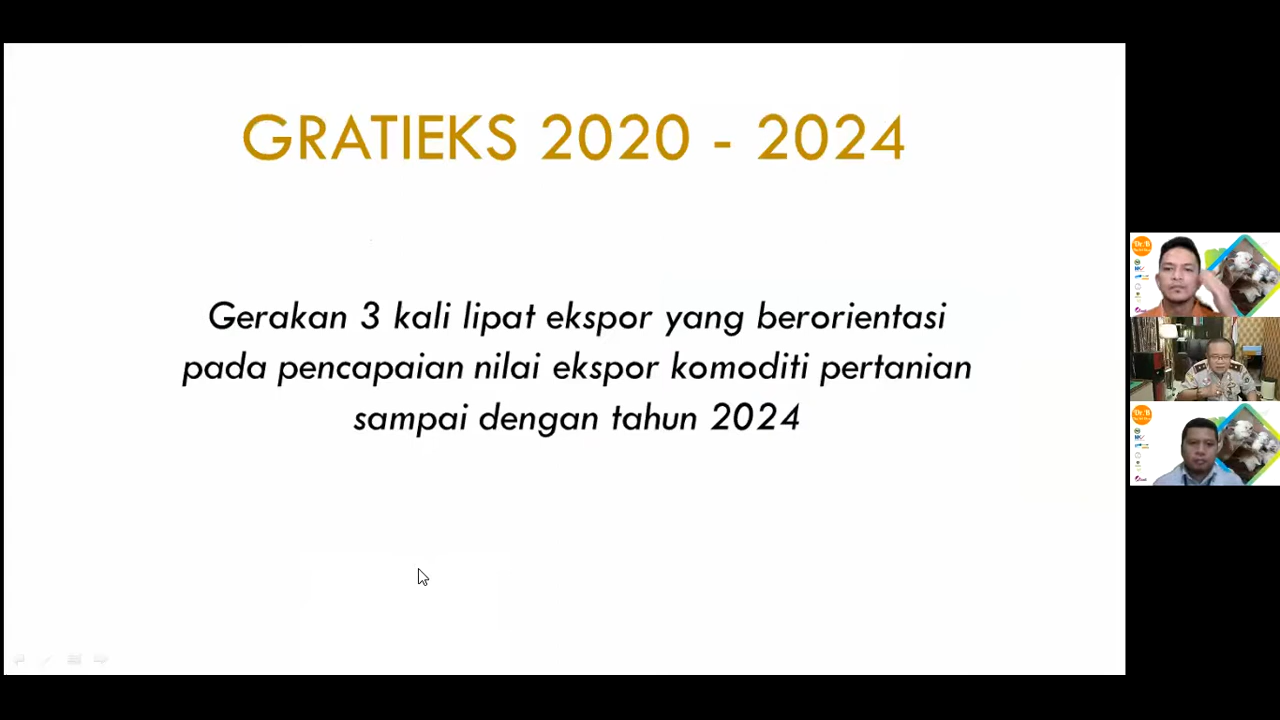 GRATIEKS 2020 - 2024
Gerakan 3 kali lipat ekspor yang berorientasi
pada pencapaian nilai ekspor komoditi pertanian
sampai dengan tahun 2024